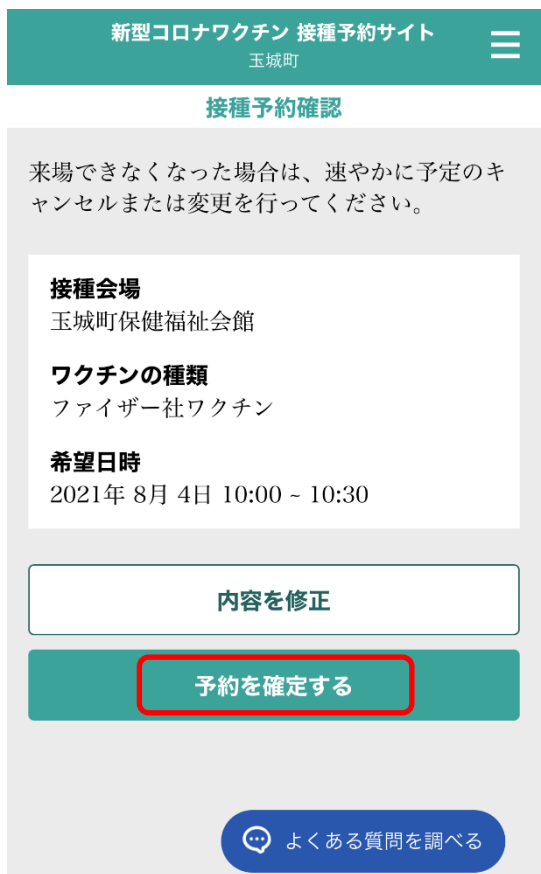 新型コロナワクチン 接種予約サイト
玉城町
接種予約確認
来場できなくなった場合は、速やかに予定のキ
ャンセルまたは変更を行ってください。
接種会場
玉城町保健福祉会館
ワクチンの種類
ファイザー社ワクチン
希望日時
2021年 8月 4日 10:00 ~ 10:30
内容を修正
予約を確定する
よくある質問を調べる